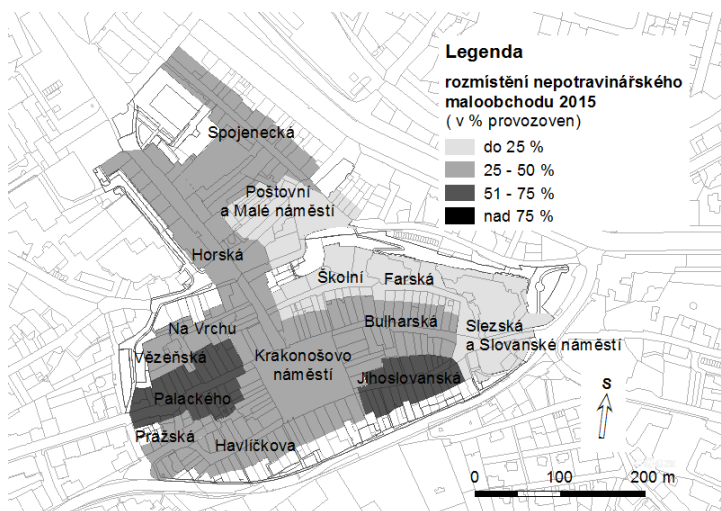 Legenda
rozmístění nepotravinářského
maloobchodu 2015
( v % provozoven)
do 25 %
25 - 50 %
51 - 75 %
nad 75 %
Spojenecká
Poštovní
a Malé náměstí
Horská
Školní
Farská
Na Vrchu
Bulharská
Slezská
a Slovanské náměstí
Vězeňská
Krakonošovo
náměstí
Jihoslovanská
Palackého
Pražská
Havlíčkova
S
0 100 200 m